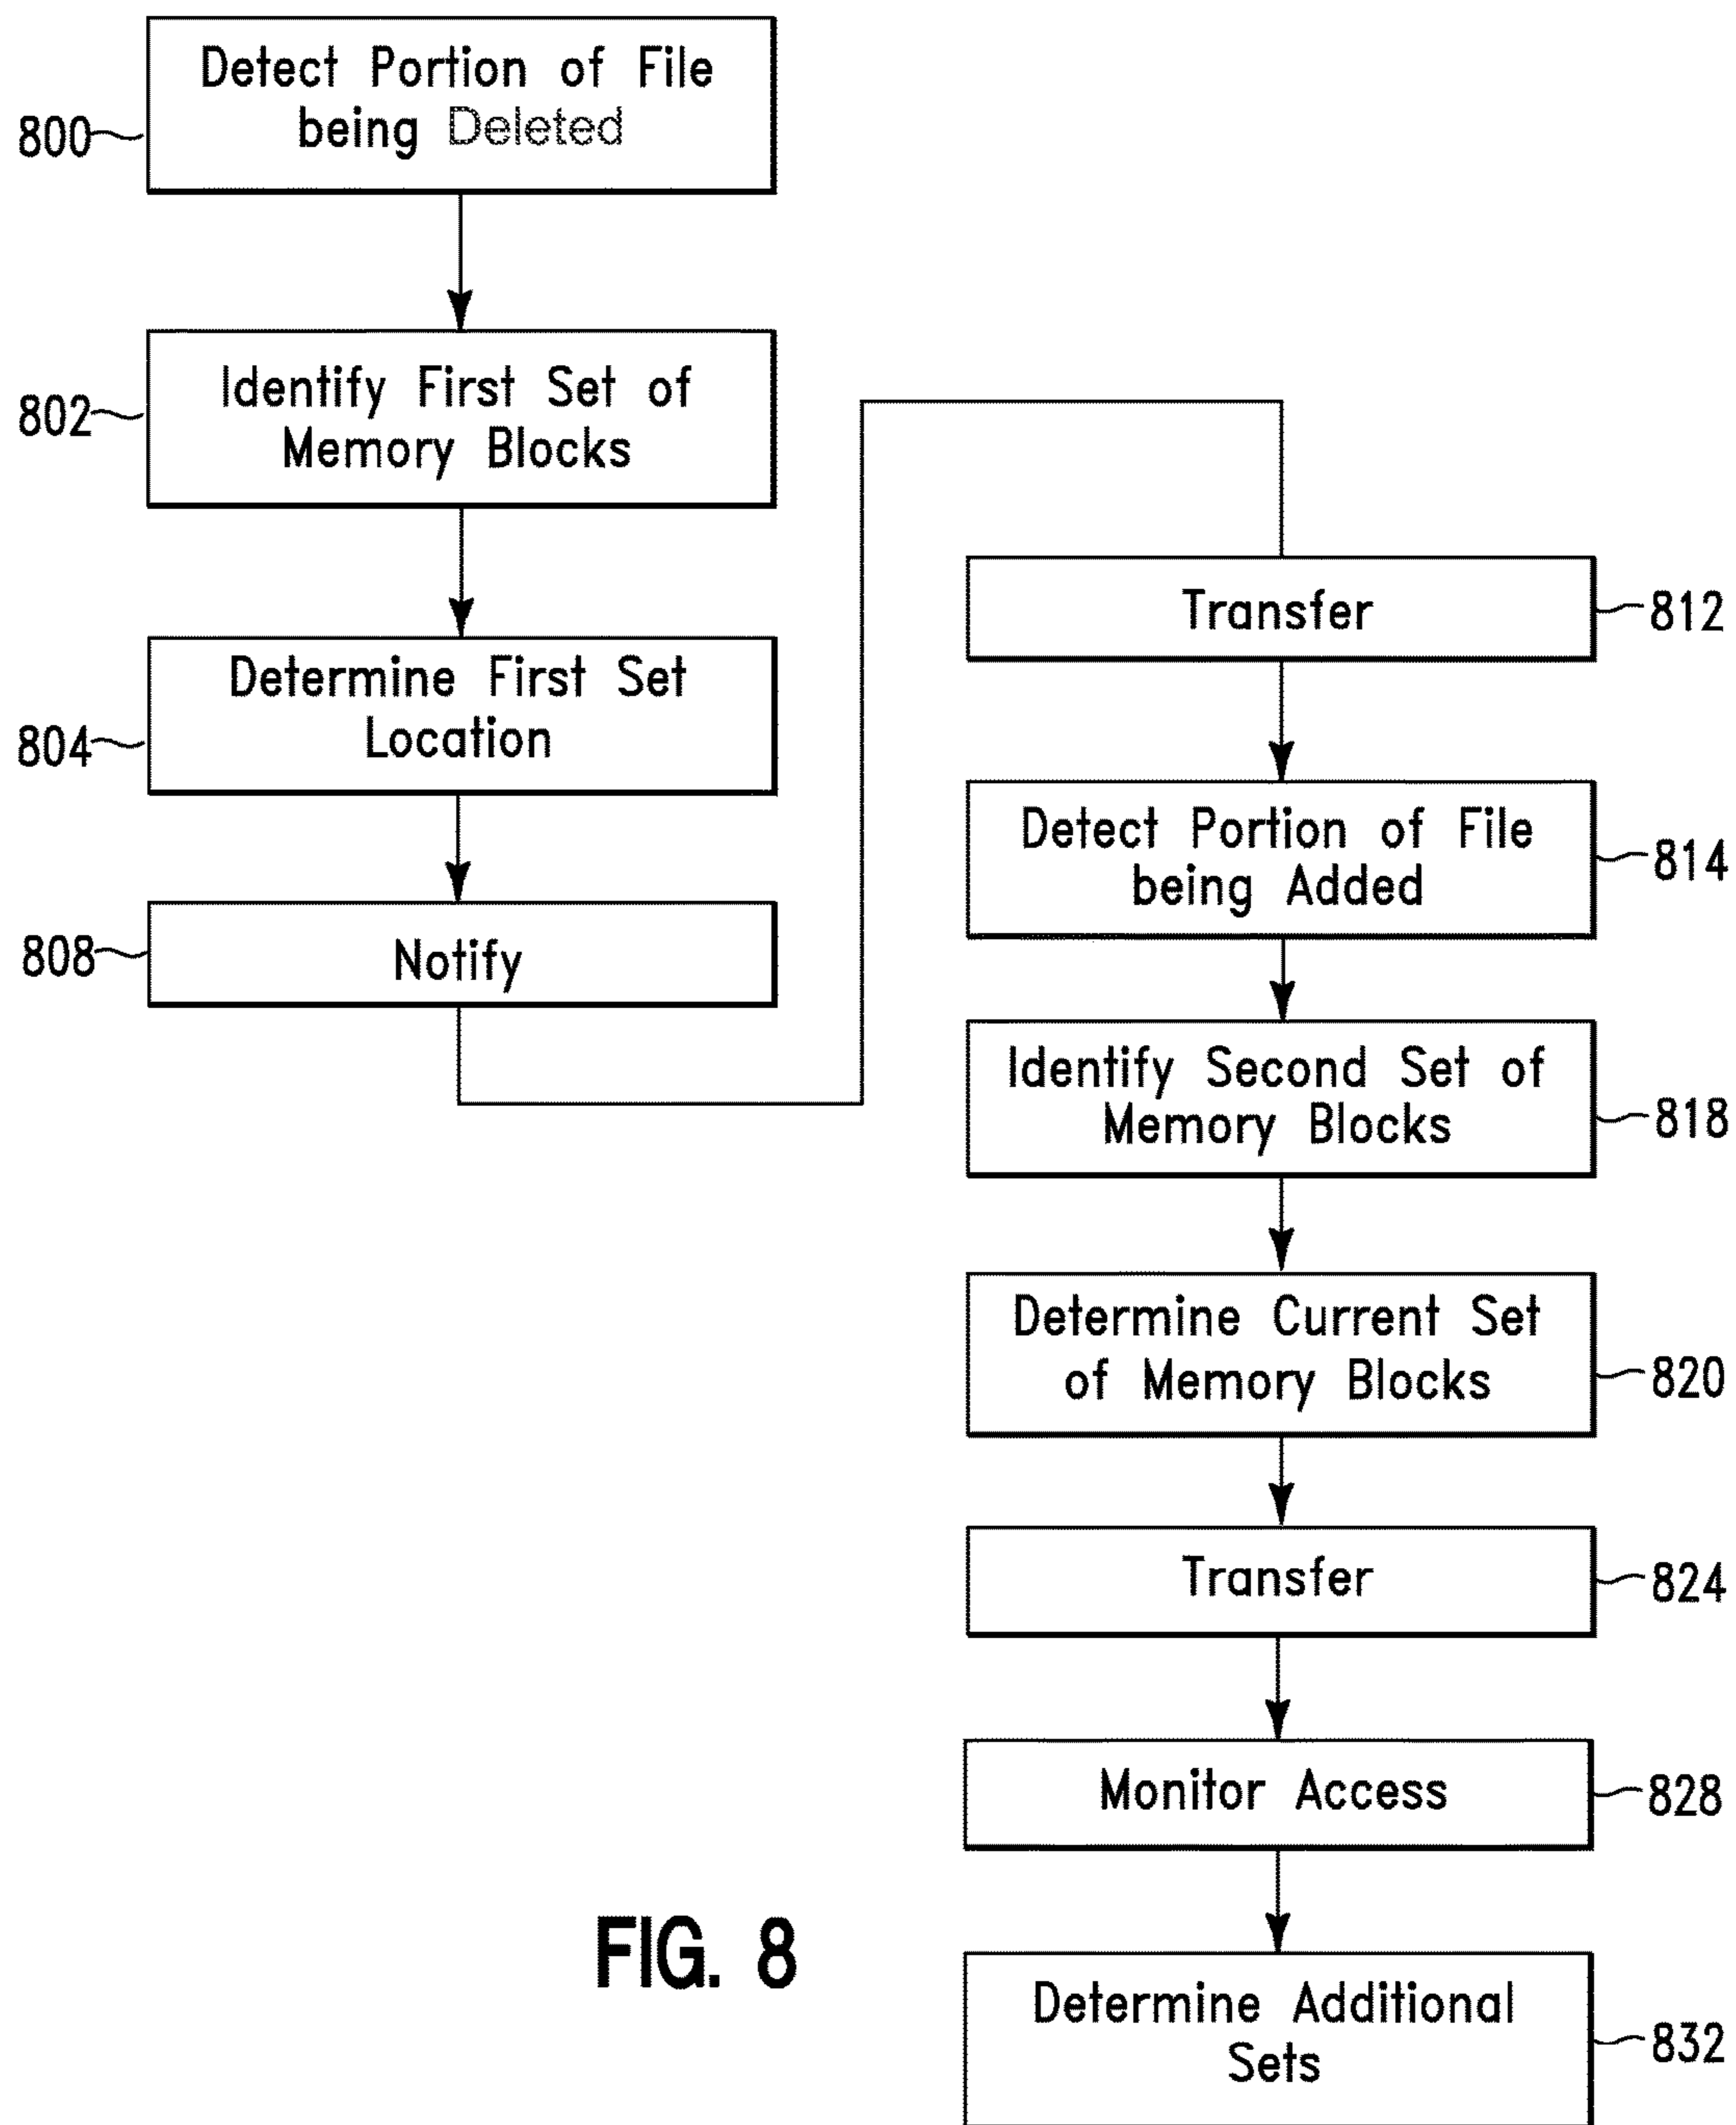 Detect Portion of File
being Deleted
800
Identify First Set of
Memory Blocks
802
Determine First Set
Location
804
Notify
808
Transfer
812
Detect Portion of File
being Added
814
Identify Second Set of
Memory Blocks
818
Determine Current Set
of Memory Blocks
820
Transfer
824
Monitor Access
828
Determine Additional
Sets
832
FIG. 8